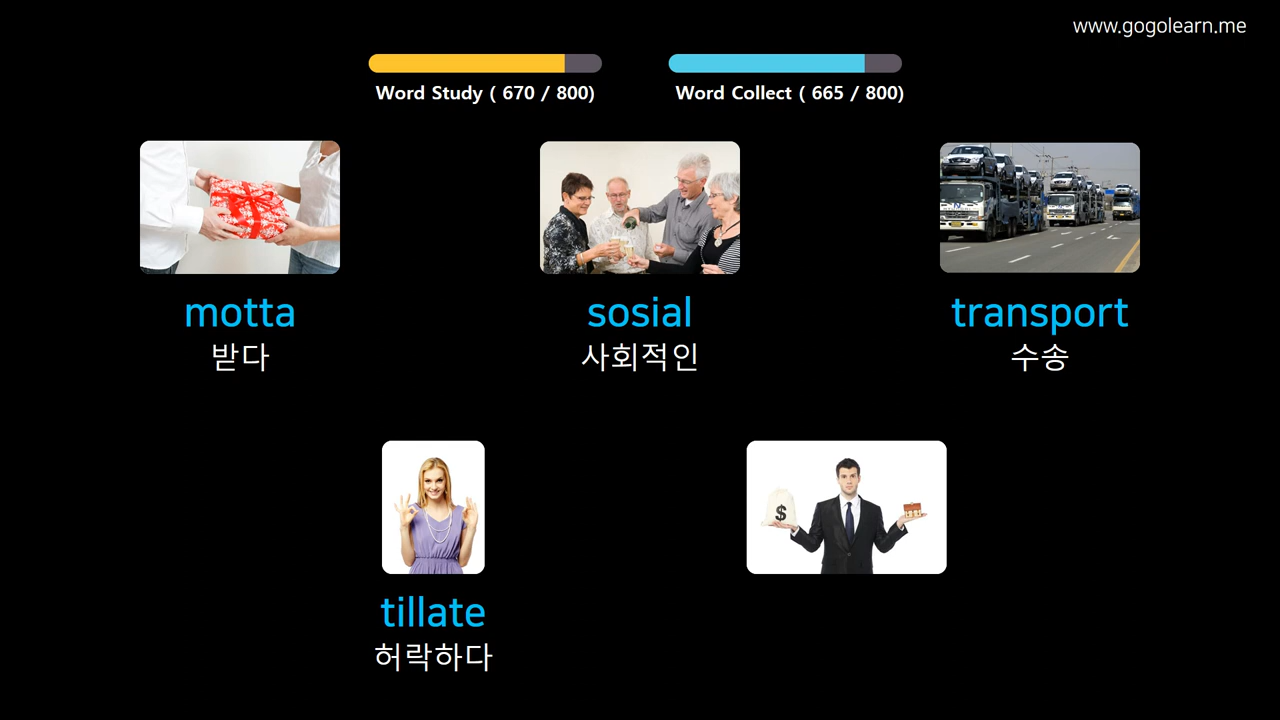 www.gogolearn.me
Word Study ( 670 / 800)
Word Collect ( 665 / 800)
motta
받다
sosial
사회적인
transport
수송
$
tillate
허락하다